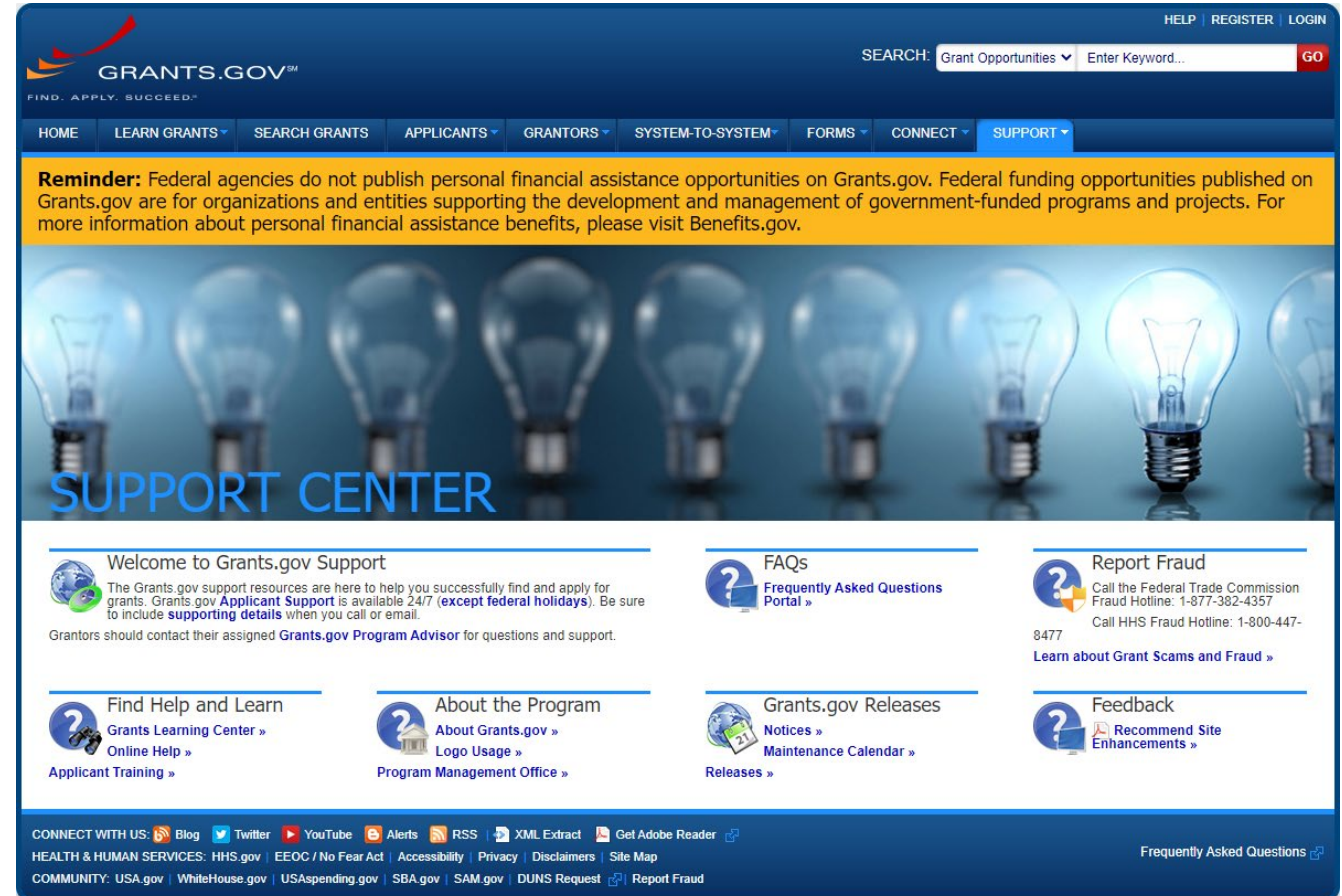 HELP | REGISTER | LOGIN
GRANTS.GOV℠
FIND. APPLY. SUCCEED.℠
SEARCH: Grant Opportunities Enter Keyword... GO
HOME LEARN GRANTS SEARCH GRANTS APPLICANTS GRANTORS SYSTEM-TO-SYSTEM FORMS CONNECT SUPPORT
Reminder: Federal agencies do not publish personal financial assistance opportunities on Grants.gov. Federal funding opportunities published on
Grants.gov are for organizations and entities supporting the development and management of government-funded programs and projects. For
more information about personal financial assistance benefits, please visit Benefits.gov.
SUPPORT CENTER
Welcome to Grants.gov Support
The Grants.gov support resources are here to help you successfully find and apply for
grants. Grants.gov Applicant Support is available 24/7 (except federal holidays). Be sure
to include supporting details when you call or email.
Grantors should contact their assigned Grants.gov Program Advisor for questions and support.
FAQs
Frequently Asked Questions
Portal »
Report Fraud
Call the Federal Trade Commission
Fraud Hotline: 1-877-382-4357
Call HHS Fraud Hotline: 1-800-447-
8477
Learn about Grant Scams and Fraud »
Find Help and Learn
Grants Learning Center »
Online Help »
Applicant Training »
About the Program
About Grants.gov »
Logo Usage »
Program Management Office »
Grants.gov Releases
21
Notices »
Maintenance Calendar »
Releases »
Feedback
Recommend Site
Enhancements »
CONNECT WITH US: Blog Twitter YouTube Alerts RSS | XML Extract Get Adobe Reader
HEALTH & HUMAN SERVICES: HHS.gov | EEOC / No Fear Act | Accessibility | Privacy | Disclaimers | Site Map
COMMUNITY: USA.gov | WhiteHouse.gov | USAspending.gov | SBA.gov | SAM.gov | DUNS Request | Report Fraud
Frequently Asked Questions